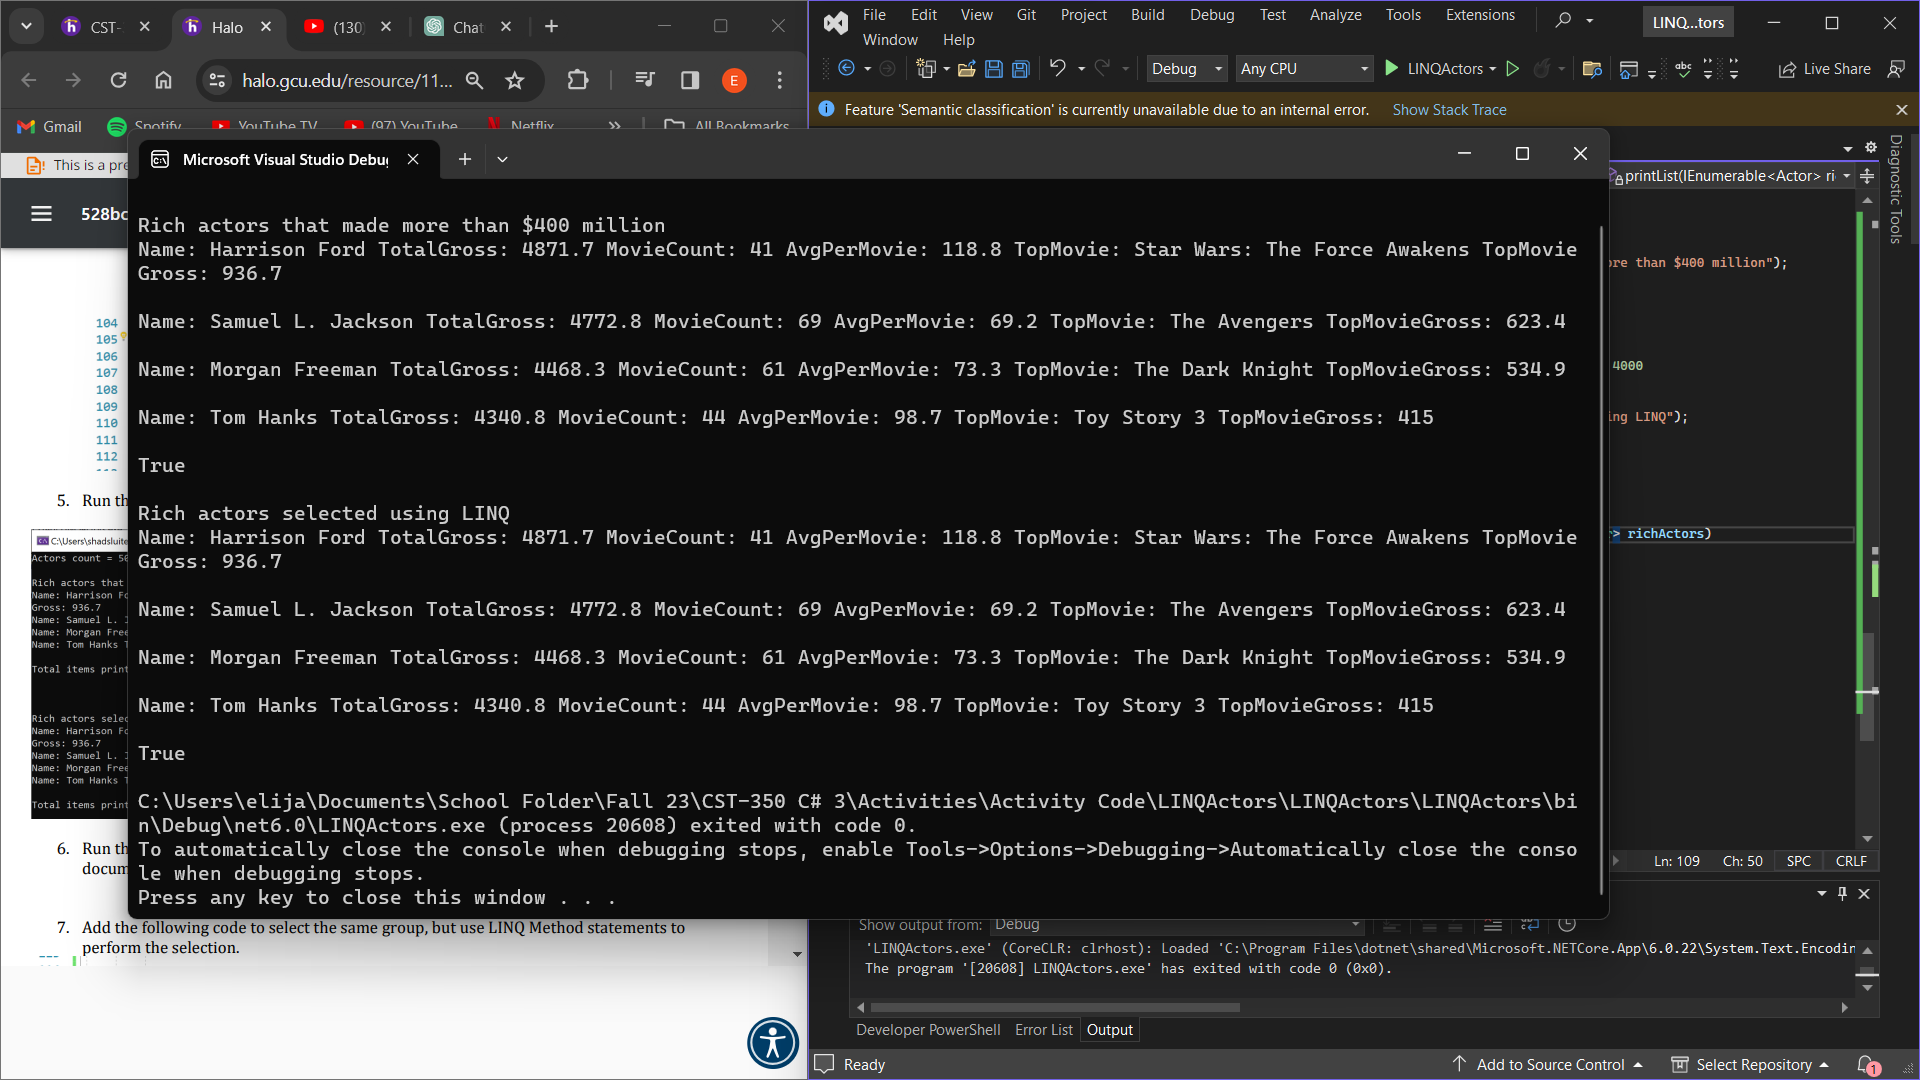 CST-
Halo
(130)
Chat
halo.gcu.edu/resource/11...
E
Gmail
Spotify
YouTube TV
(97) YouTube
Netflix
All Bookmarks
This is a pre
528bc
104
105
106
107
108
109
110
111
112
5. Run th
C:\Users\shadsluite
Actors count = 50
Rich actors that
Name: Harrison Fo
Gross: 936.7
Name: Samuel L. J
Name: Morgan Free
Name: Tom Hanks T
Total items print
Rich actors selec
Name: Harrison Fo
Gross: 936.7
Name: Samuel L. J
Name: Morgan Free
Name: Tom Hanks T
Total items print
6. Run th
docum
7. Add the following code to select the same group, but use LINQ Method statements to
perform the selection.
File Edit View Git Project Build Debug Test Analyze Tools Extensions
Window Help
LINQ...tors
Debug
Any CPU
LINQActors
Live Share
Feature 'Semantic classification' is currently unavailable due to an internal error. Show Stack Trace
Microsoft Visual Studio Debug
Rich actors that made more than $400 million
Name: Harrison Ford TotalGross: 4871.7 MovieCount: 41 AvgPerMovie: 118.8 TopMovie: Star Wars: The Force Awakens TopMovie
Gross: 936.7
Name: Samuel L. Jackson TotalGross: 4772.8 MovieCount: 69 AvgPerMovie: 69.2 TopMovie: The Avengers TopMovieGross: 623.4
Name: Morgan Freeman TotalGross: 4468.3 MovieCount: 61 AvgPerMovie: 73.3 TopMovie: The Dark Knight TopMovieGross: 534.9
Name: Tom Hanks TotalGross: 4340.8 MovieCount: 44 AvgPerMovie: 98.7 TopMovie: Toy Story 3 TopMovieGross: 415
True
Rich actors selected using LINQ
Name: Harrison Ford TotalGross: 4871.7 MovieCount: 41 AvgPerMovie: 118.8 TopMovie: Star Wars: The Force Awakens TopMovie
Gross: 936.7
Name: Samuel L. Jackson TotalGross: 4772.8 MovieCount: 69 AvgPerMovie: 69.2 TopMovie: The Avengers TopMovieGross: 623.4
Name: Morgan Freeman TotalGross: 4468.3 MovieCount: 61 AvgPerMovie: 73.3 TopMovie: The Dark Knight TopMovieGross: 534.9
Name: Tom Hanks TotalGross: 4340.8 MovieCount: 44 AvgPerMovie: 98.7 TopMovie: Toy Story 3 TopMovieGross: 415
True
C:\Users\elija\Documents\School Folder\Fall 23\CST-350 C# 3\Activities\Activity Code\LINQActors\LINQActors\LINQActors\bi
n\Debug\net6.0\LINQActors.exe (process 20608) exited with code 0.
To automatically close the console when debugging stops, enable Tools->Options->Debugging->Automatically close the conso
le when debugging stops.
Press any key to close this window . . .
printList(IEnumerable<Actor> ri
Diagnostic Tools
ore than $400 million");
4000
ing LINQ");
r> richActors)
Ln: 109 Ch: 50 SPC CRLF
Show output from: Debug
'LINQActors.exe' (CoreCLR: clrhost): Loaded 'C:\Program Files\dotnet\shared\Microsoft.NETCore.App\6.0.22\System.Text.Encodin
The program '[20608] LINQActors.exe' has exited with code 0 (0x0).
Developer PowerShell Error List Output
Ready
Add to Source Control
Select Repository
1